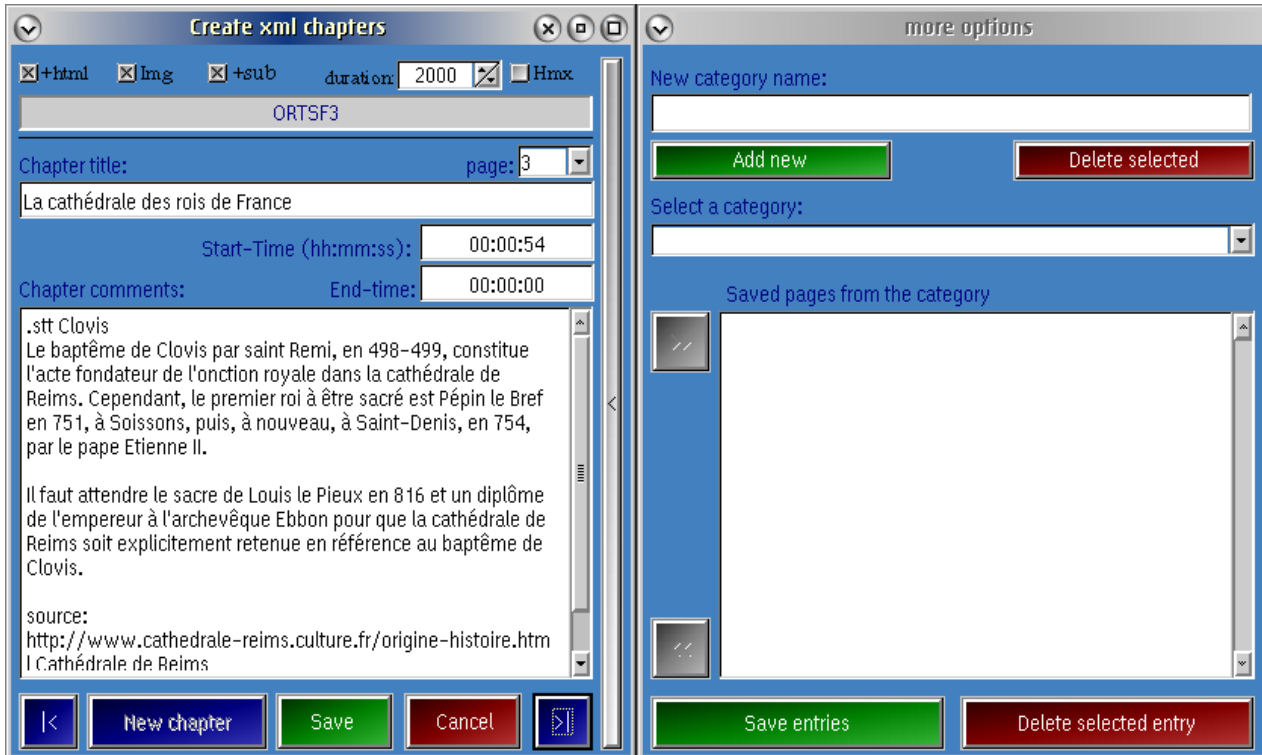 Create xml chapters
+html Img +sub duration: 2000 Hmx
ORTSF3
Chapter title: page: 3
La cathédrale des rois de France
Start-Time (hh:mm:ss): 00:00:54
Chapter comments: End-time: 00:00:00
.stt Clovis
Le baptême de Clovis par saint Remi, en 498-499, constitue
l'acte fondateur de l'onction royale dans la cathédrale de
Reims. Cependant, le premier roi à être sacré est Pépin le Bref
en 751, à Soissons, puis, à nouveau, à Saint-Denis, en 754,
par le pape Etienne II.
Il faut attendre le sacre de Louis le Pieux en 816 et un diplôme
de l'empereur à l'archevêque Ebbon pour que la cathédrale de
Reims soit explicitement retenue en référence au baptême de
Clovis.
source:
http://www.cathedrale-reims.culture.fr/origine-histoire.htm
l Cathédrale de Reims
|< New chapter Save Cancel >|
more options
New category name:
Add new Delete selected
Select a category:
Saved pages from the category
>>
<<
Save entries Delete selected entry